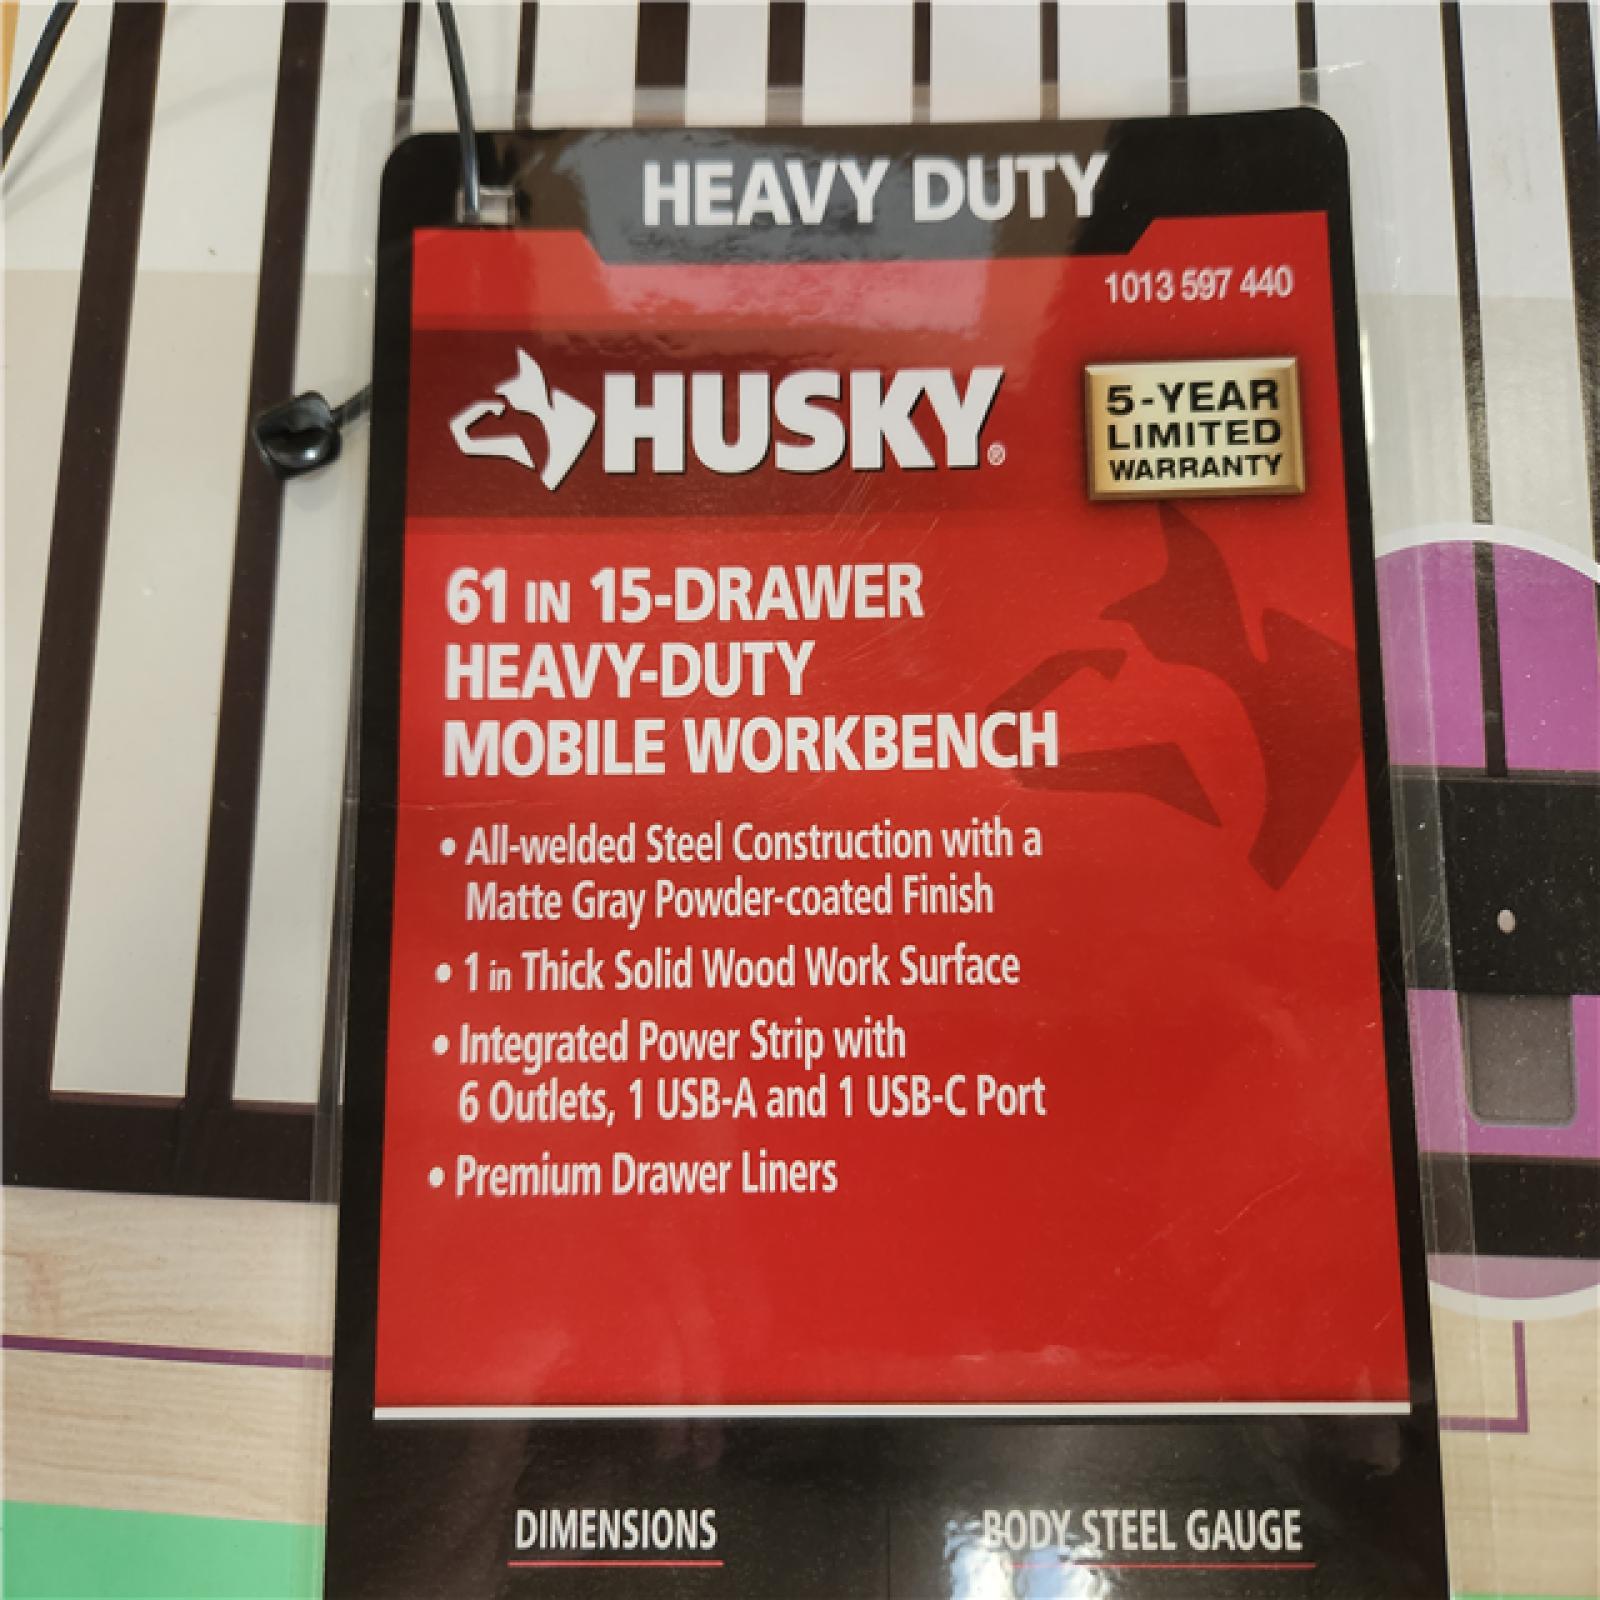 HEAVY DUTY
1013 597 440
HUSKY®
5-YEAR
LIMITED
WARRANTY
61 IN 15-DRAWER
HEAVY-DUTY
MOBILE WORKBENCH
• All-welded Steel Construction with a
Matte Gray Powder-coated Finish
• 1 in Thick Solid Wood Work Surface
• Integrated Power Strip with
6 Outlets, 1 USB-A and 1 USB-C Port
• Premium Drawer Liners
DIMENSIONS
BODY STEEL GAUGE